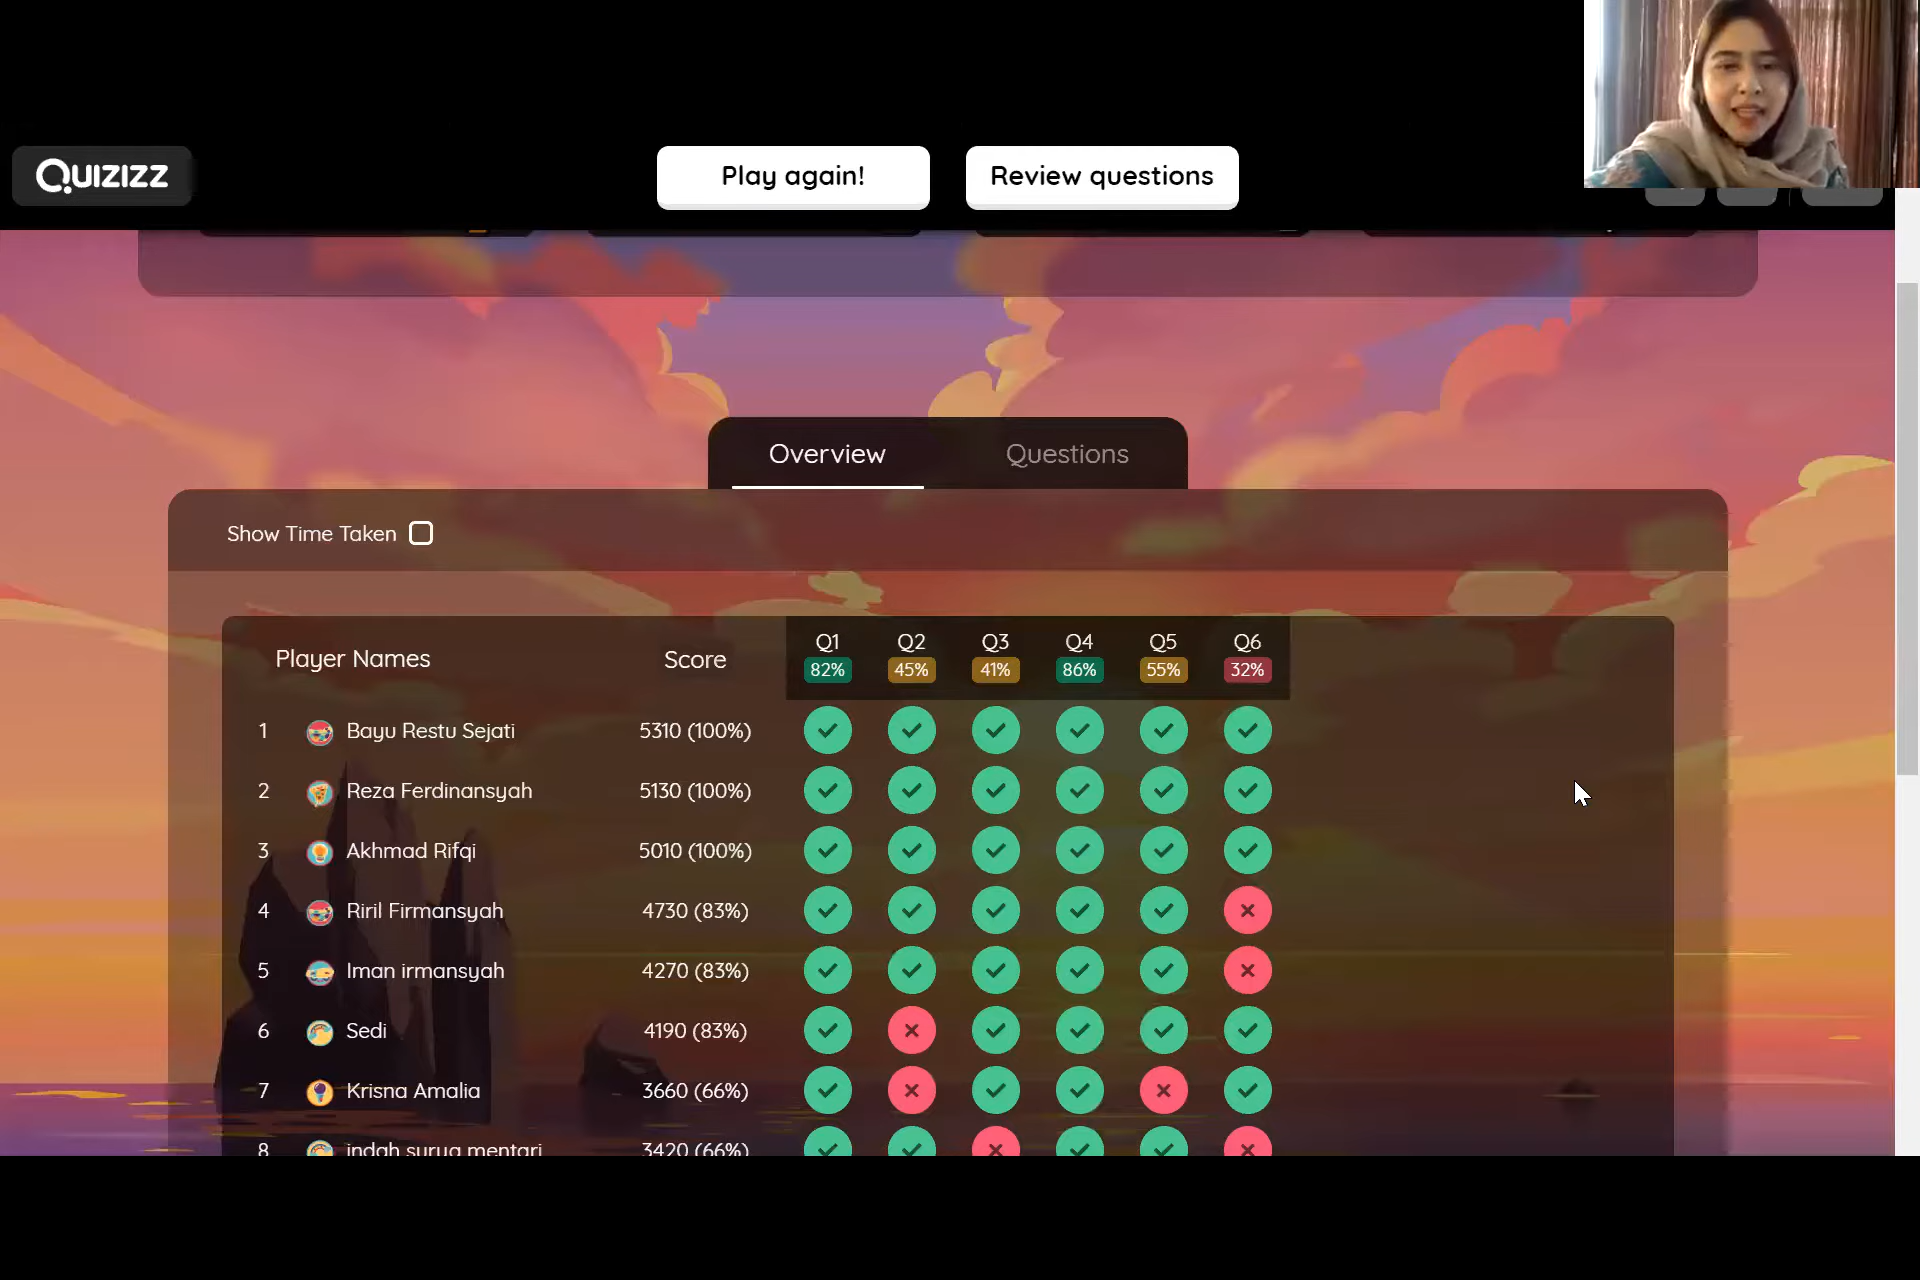 QUIZIZZ
Play again!
Review questions
Overview
Questions
Show Time Taken
Player Names
Score
Q1
Q2
Q3
Q4
Q5
Q6
82%
45%
41%
86%
55%
32%
1 Bayu Restu Sejati 5310 (100%)
2 Reza Ferdinansyah 5130 (100%)
3 Akhmad Rifqi 5010 (100%)
4 Riril Firmansyah 4730 (83%)
5 Iman irmansyah 4270 (83%)
6 Sedi 4190 (83%)
7 Krisna Amalia 3660 (66%)
8 indah surya mentari 3420 (66%)